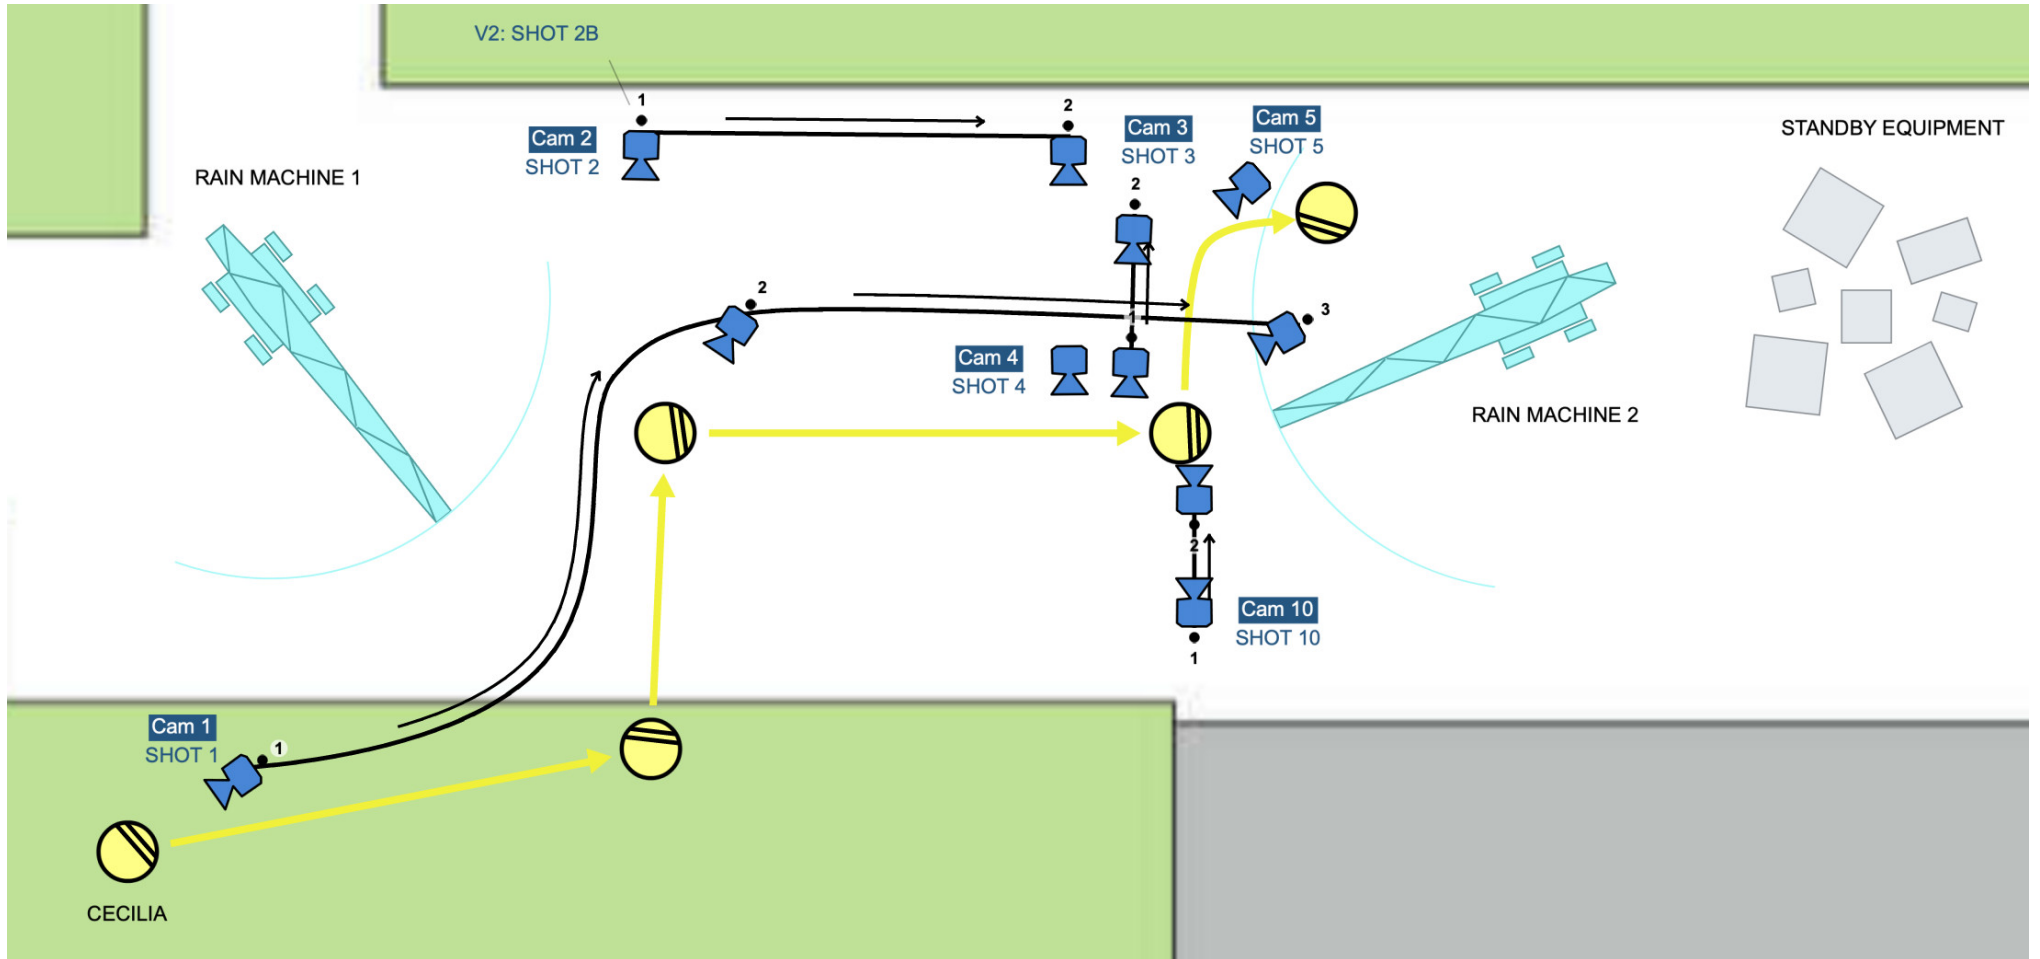 V2: SHOT 2B
1
2
Cam 2
SHOT 2
Cam 3
SHOT 3
Cam 5
SHOT 5
STANDBY EQUIPMENT
RAIN MACHINE 1
2
2
3
1
Cam 4
SHOT 4
RAIN MACHINE 2
2
Cam 10
SHOT 10
1
Cam 1
SHOT 1
1
CECILIA